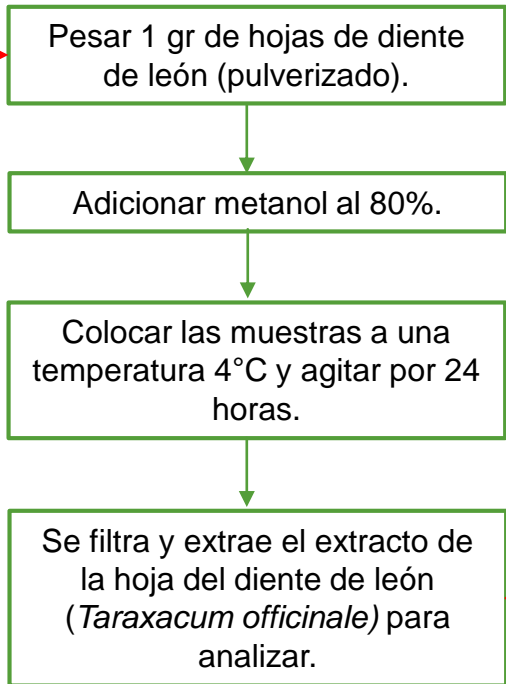 Pesar 1 gr de hojas de diente
de león (pulverizado).
Adicionar metanol al 80%.
Colocar las muestras a una
temperatura 4°C y agitar por 24
horas.
Se filtra y extrae el extracto de
la hoja del diente de león
(Taraxacum officinale) para
analizar.